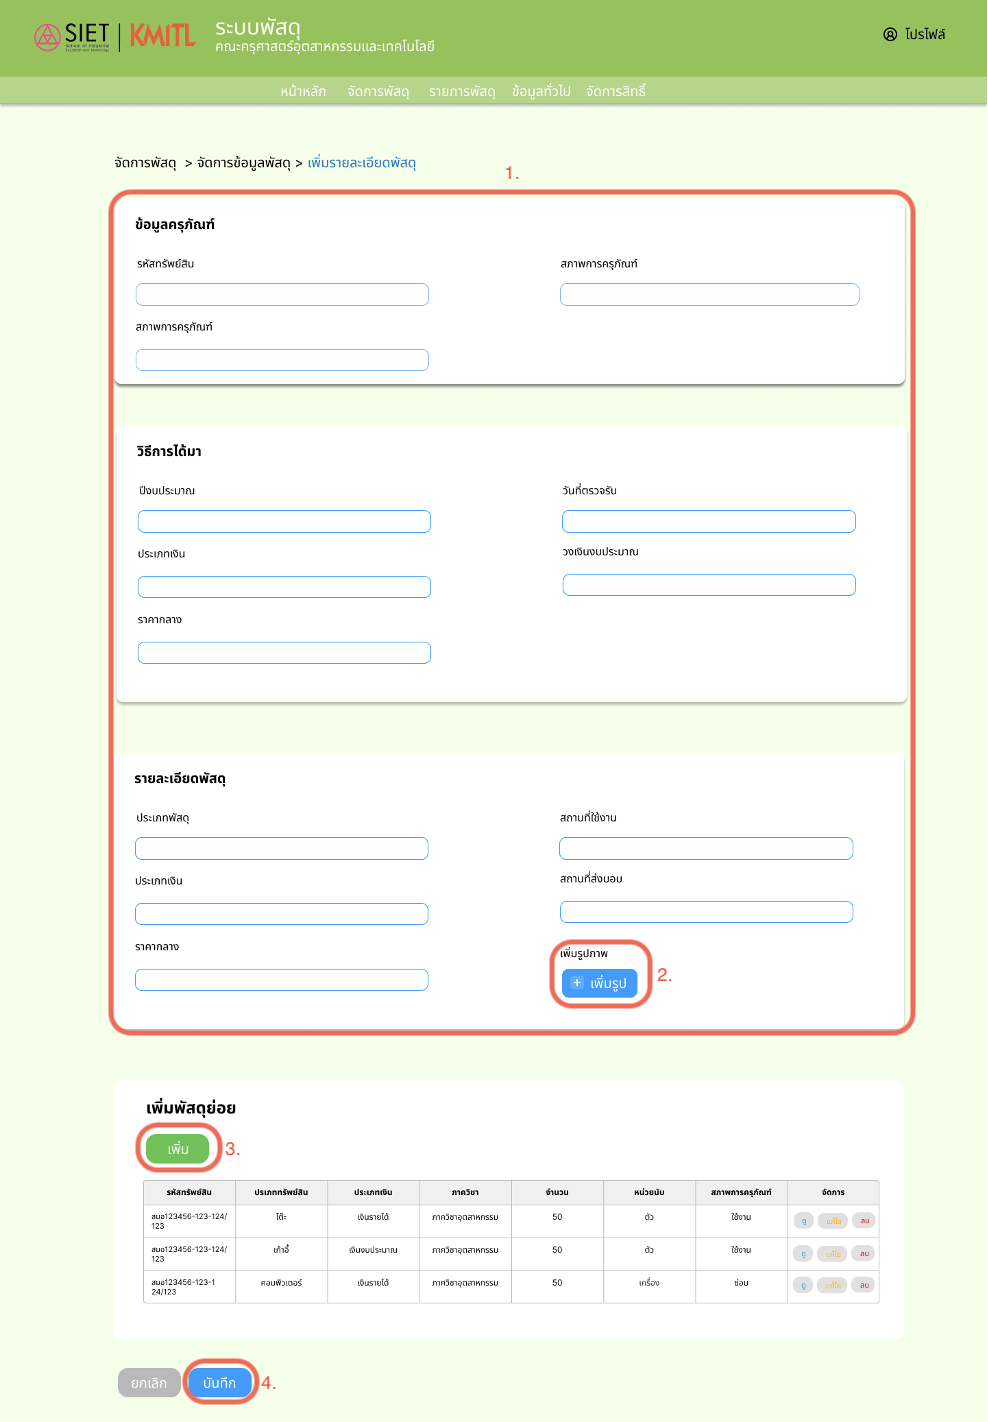 SIET
School of Industrial
Education and Technology
KMITL
ระบบพัสดุ
คณะครุศาสตร์อุตสาหกรรมและเทคโนโลยี
โปรไฟล์
หน้าหลัก จัดการพัสดุ รายการพัสดุ ข้อมูลทั่วไป จัดการสิทธิ์
จัดการพัสดุ > จัดการข้อมูลพัสดุ > เพิ่มรายละเอียดพัสดุ
1.
ข้อมูลครุภัณฑ์
รหัสทรัพย์สิน สภาพการครุภัณฑ์
สภาพการครุภัณฑ์
วิธีการได้มา
ปีงบประมาณ วันที่ตรวจรับ
ประเภทเงิน วงเงินงบประมาณ
ราคากลาง
รายละเอียดพัสดุ
ประเภทพัสดุ สถานที่ใช้งาน
ประเภทเงิน สถานที่ส่งมอบ
ราคากลาง เพิ่มรูปภาพ
+ เพิ่มรูป 2.
เพิ่มพัสดุย่อย
เพิ่ม 3.
รหัสทรัพย์สิน ประเภททรัพย์สิน ประเภทเงิน ภาควิชา จำนวน หน่วยนับ สภาพการครุภัณฑ์ จัดการ
สมอ123456-123-124/
123 โต๊ะ เงินรายได้ ภาควิชาอุตสาหกรรม 50 ตัว ใช้งาน ดู แก้ไข ลบ
สมอ123456-123-124/
123 เก้าอี้ เงินงบประมาณ ภาควิชาอุตสาหกรรม 50 ตัว ใช้งาน ดู แก้ไข ลบ
สมอ123456-123-1
24/123 คอมพิวเตอร์ เงินรายได้ ภาควิชาอุตสาหกรรม 50 เครื่อง ซ่อม ดู แก้ไข ลบ
ยกเลิก บันทึก 4.